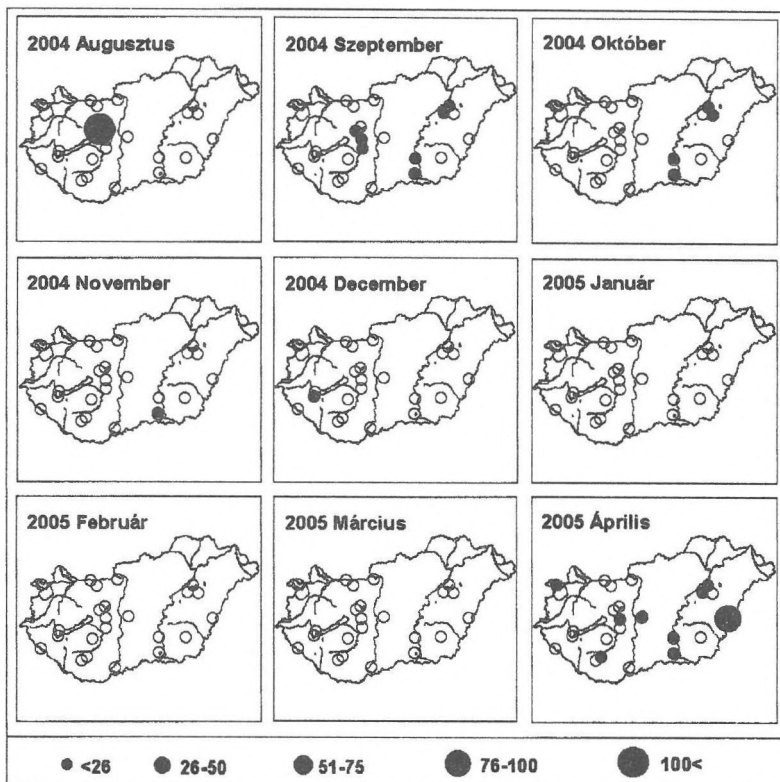 2004 Augusztus
2004 Szeptember
2004 Október
2004 November
2004 December
2005 Január
2005 Február
2005 Március
2005 Április
<26
26-50
51-75
76-100
100<